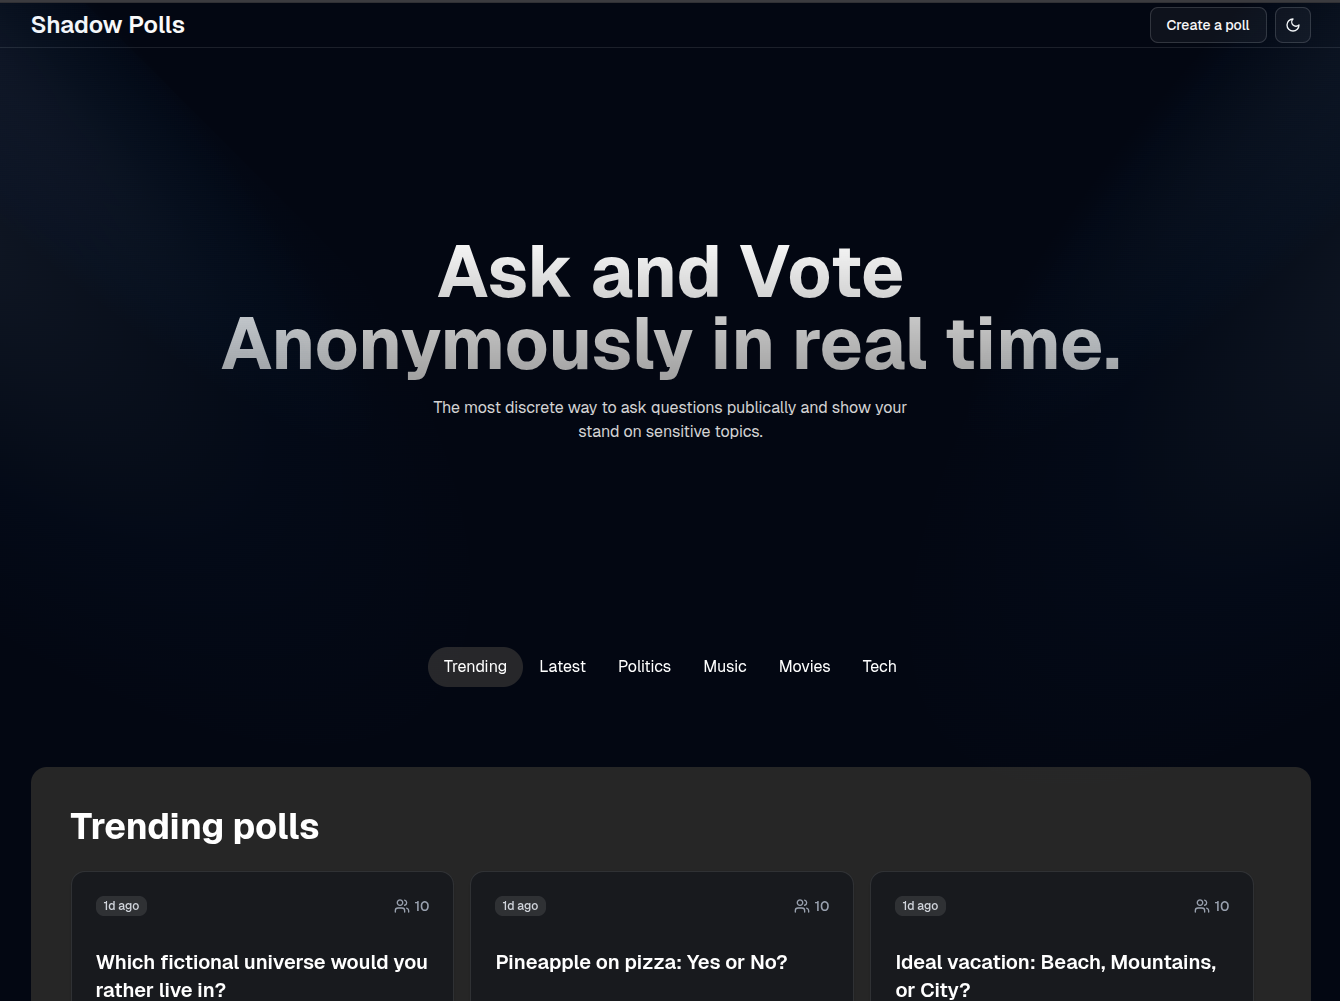 Shadow Polls
Create a poll
Ask and Vote
Anonymously in real time.
The most discrete way to ask questions publically and show your
stand on sensitive topics.
Trending Latest Politics Music Movies Tech
Trending polls
1d ago 10
Which fictional universe would you
rather live in?
1d ago 10
Pineapple on pizza: Yes or No?
1d ago 10
Ideal vacation: Beach, Mountains,
or City?